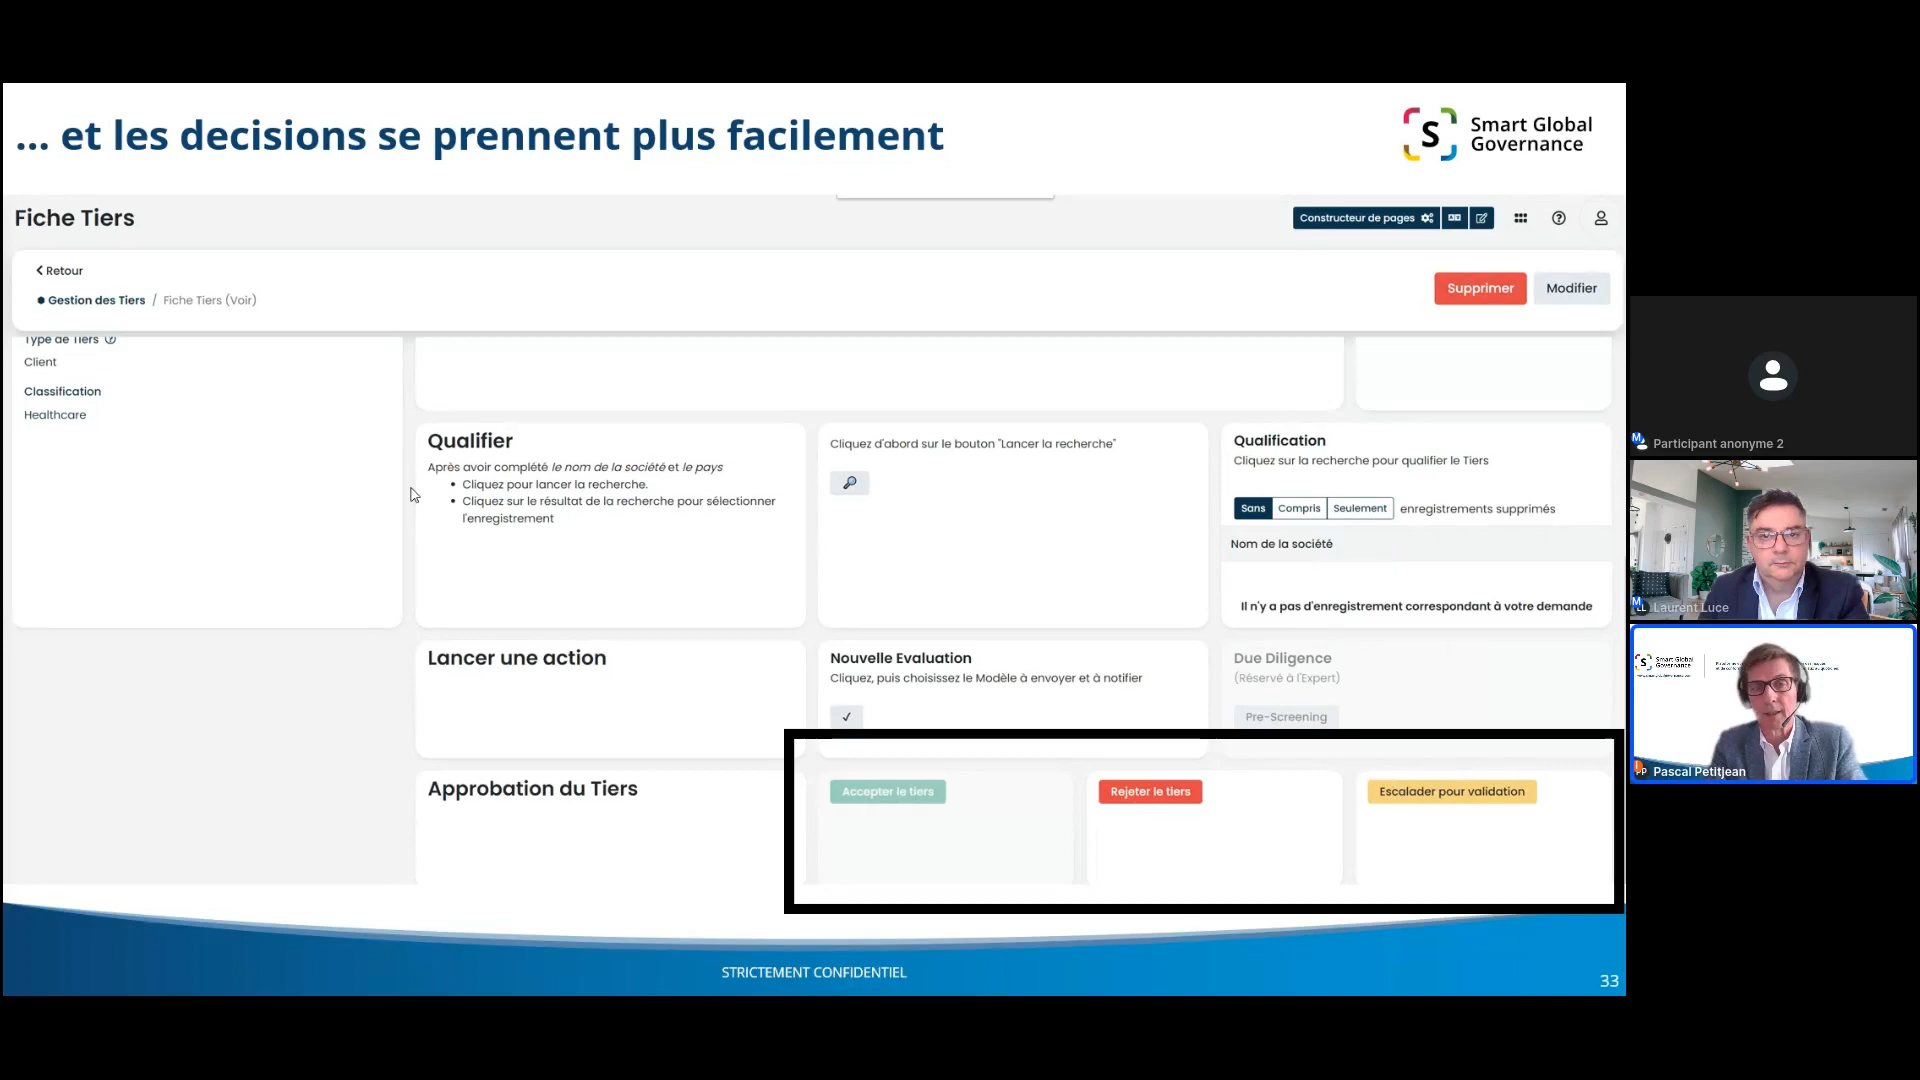 ... et les decisions se prennent plus facilement
Smart Global
Governance
S
Fiche Tiers
Constructeur de pages
Retour
Gestion des Tiers / Fiche Tiers (Voir)
Supprimer
Modifier
Type de Tiers
Client
Classification
Healthcare
Qualifier
Après avoir complété le nom de la société et le pays
• Cliquez pour lancer la recherche.
• Cliquez sur le résultat de la recherche pour sélectionner
l'enregistrement
Cliquez d'abord sur le bouton "Lancer la recherche"
Qualification
Cliquez sur la recherche pour qualifier le Tiers
Sans Compris Seulement enregistrements supprimés
Nom de la société
Il n'y a pas d'enregistrement correspondant à votre demande
Lancer une action
Nouvelle Evaluation
Cliquez, puis choisissez le Modèle à envoyer et à notifier
Due Diligence
(Réservé à l'Expert)
Pre-Screening
Approbation du Tiers
Accepter le tiers
Rejeter le tiers
Escalader pour validation
STRICTEMENT CONFIDENTIEL
33
Participant anonyme 2
Laurent Luce
Smart Global
Governance
Pascal Petitjean